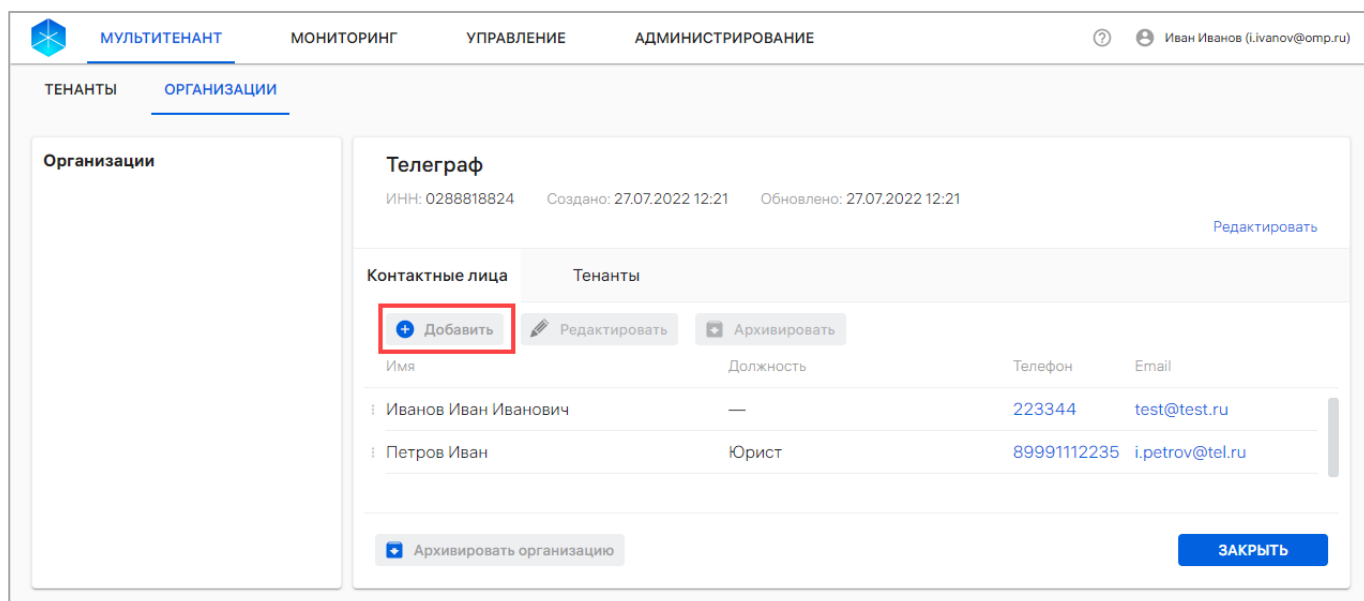 МУЛЬТИТЕНАНТ МОНИТОРИНГ УПРАВЛЕНИЕ АДМИНИСТРИРОВАНИЕ ? Иван Иванов (i.ivanov@omp.ru)
ТЕНАНТЫ ОРГАНИЗАЦИИ
Организации
Телеграф
ИНН: 0288818824 Создано: 27.07.2022 12:21 Обновлено: 27.07.2022 12:21
Редактировать
Контактные лица Тенанты
Добавить Редактировать Архивировать
Имя Должность Телефон Email
Иванов Иван Иванович — 223344 test@test.ru
Петров Иван Юрист 89991112235 i.petrov@tel.ru
Архивировать организацию ЗАКРЫТЬ